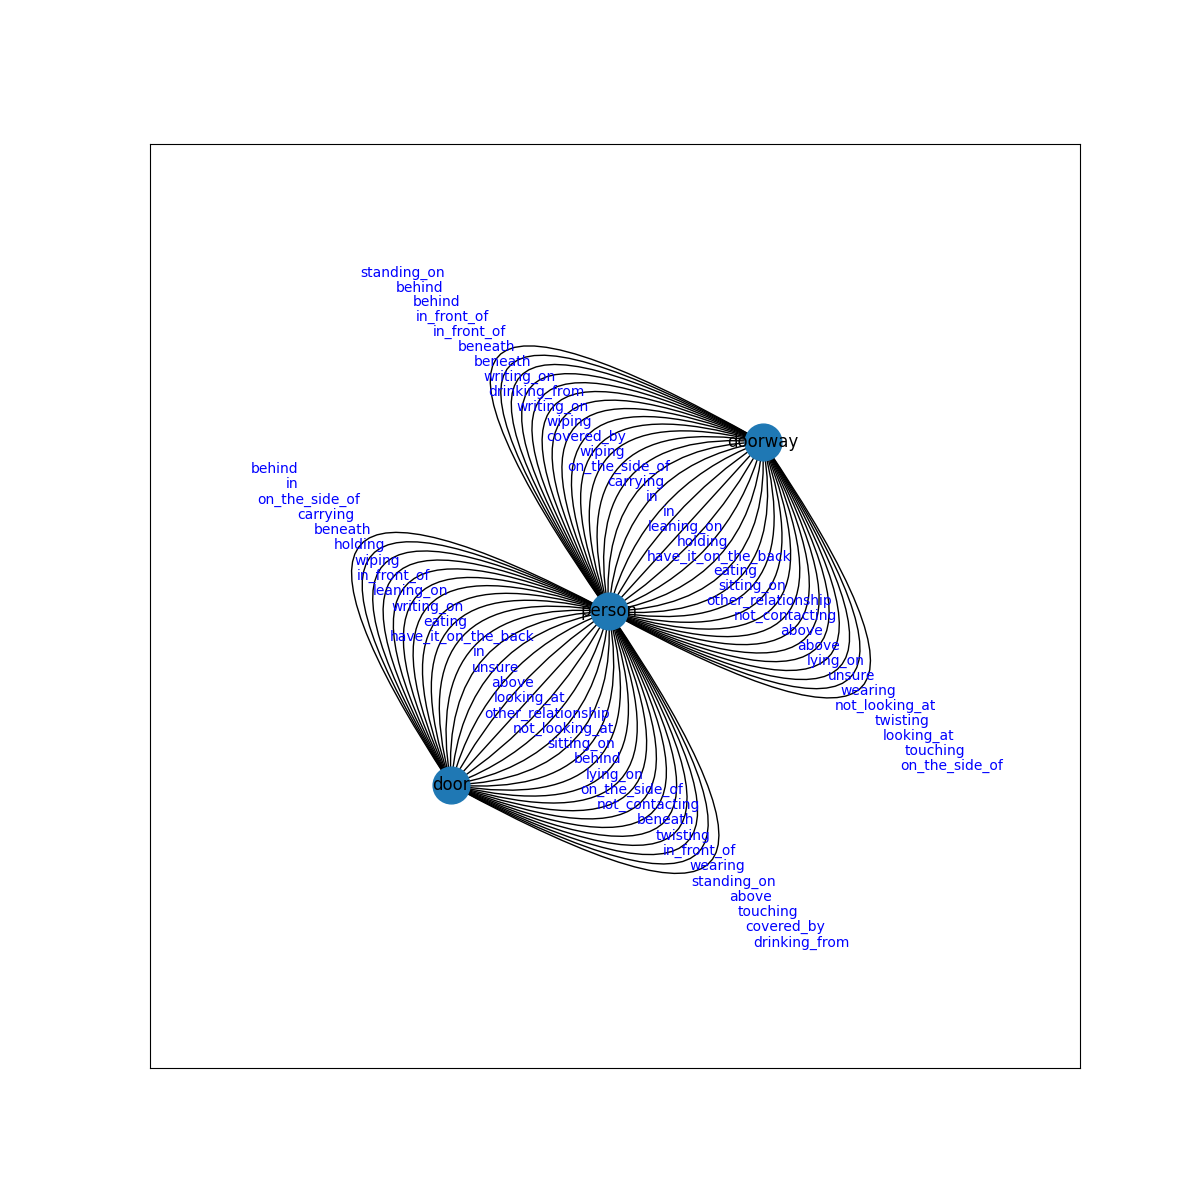 standing_on
behind
behind
in_front_of
in_front_of
beneath
beneath
writing_on
drinking_from
writing_on
wiping
covered_by
doorway
wiping
on_the_side_of
carrying
in
in
leaning_on
holding
have_it_on_the_back
eating
sitting_on
other_relationship
not_contacting
above
above
lying_on
unsure
wearing
not_looking_at
twisting
looking_at
touching
on_the_side_of
person
behind
in
on_the_side_of
carrying
beneath
holding
wiping
in_front_of
leaning_on
writing_on
eating
have_it_on_the_back
in
unsure
above
looking_at
other_relationship
not_looking_at
sitting_on
behind
lying_on
door
on_the_side_of
not_contacting
beneath
twisting
in_front_of
wearing
standing_on
above
touching
covered_by
drinking_from